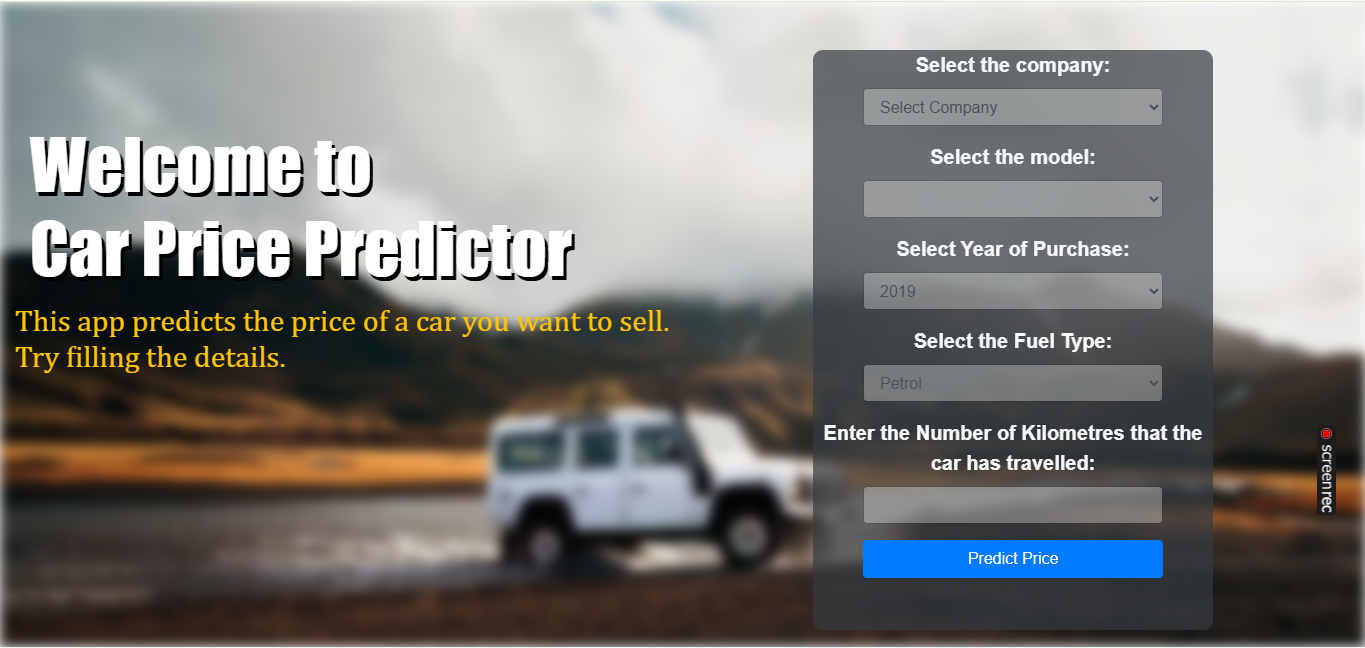 Welcome to
Car Price Predictor
This app predicts the price of a car you want to sell.
Try filling the details.
Select the company:
Select Company
Select the model:
Select Year of Purchase:
2019
Select the Fuel Type:
Petrol
Enter the Number of Kilometres that the
car has travelled:
Predict Price
screenrec